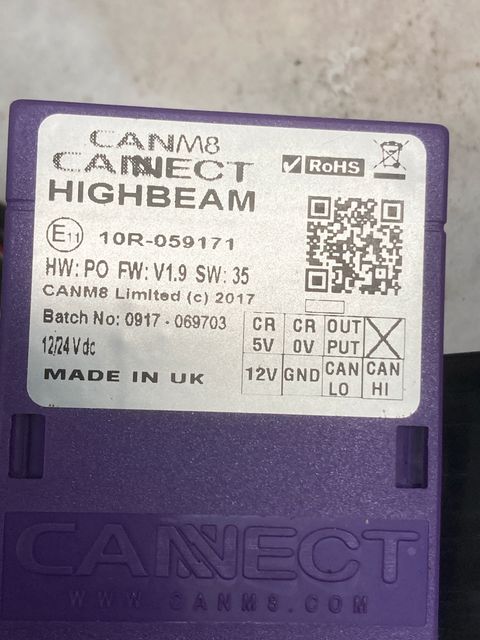 CANM8
CANNECT
RoHS
HIGHBEAM
E11 10R-059171
HW: PO FW: V1.9 SW: 35
CANM8 Limited (c) 2017
Batch No: 0917 - 069703
12/24 V dc
MADE IN UK
CR 5V CR 0V OUT PUT
12V GND CAN LO CAN HI
CANNECT
WWW.CANM8.COM